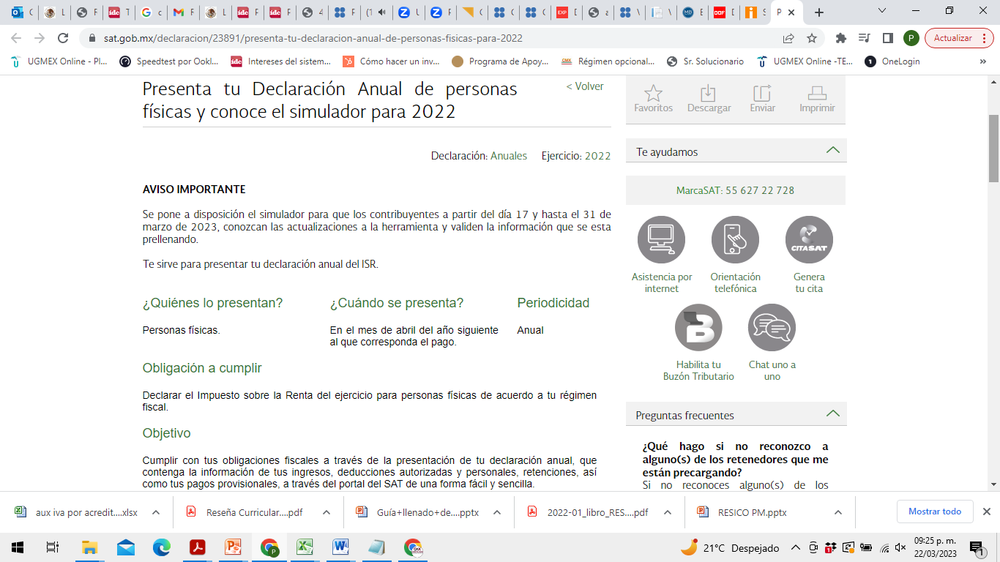 sat.gob.mx/declaracion/23891/presenta-tu-declaracion-anual-de-personas-fisicas-para-2022
P
Actualizar
UGMEX Online - Pl...
Speedtest por Ookl...
idc Intereses del sistem...
Cómo hacer un inv...
Programa de Apoy...
Régimen opcional...
Sr. Solucionario
UGMEX Online -TE...
OneLogin
»
Presenta tu Declaración Anual de personas
físicas y conoce el simulador para 2022
< Volver
Declaración: Anuales Ejercicio: 2022
AVISO IMPORTANTE
Se pone a disposición el simulador para que los contribuyentes a partir del día 17 y hasta el 31 de
marzo de 2023, conozcan las actualizaciones a la herramienta y validen la información que se esta
prellenando.
Te sirve para presentar tu declaración anual del ISR.
¿Quiénes lo presentan?
Personas físicas.
¿Cuándo se presenta?
En el mes de abril del año siguiente
al que corresponda el pago.
Periodicidad
Anual
Obligación a cumplir
Declarar el Impuesto sobre la Renta del ejercicio para personas físicas de acuerdo a tu régimen
fiscal.
Objetivo
Cumplir con tus obligaciones fiscales a través de la presentación de tu declaración anual, que
contenga la información de tus ingresos, deducciones autorizadas y personales, retenciones, así
como tus pagos provisionales, a través del portal del SAT de una forma fácil y sencilla.
Favoritos
Descargar
Enviar
Imprimir
Te ayudamos
MarcaSAT: 55 627 22 728
Asistencia por
internet
Orientación
telefónica
CITASAT
Genera
tu cita
Habilita tu
Buzón Tributario
Chat uno a
uno
Preguntas frecuentes
¿Qué hago si no reconozco a
alguno(s) de los retenedores que me
están precargando?
Si no reconoces alguno(s) de los
aux iva por acredit....xlsx
Reseña Curricular....pdf
Guía+llenado+de....pptx
2022-01_libro_RES....pdf
RESICO PM.pptx
Mostrar todo
21°C Despejado
09:25 p. m.
22/03/2023
1